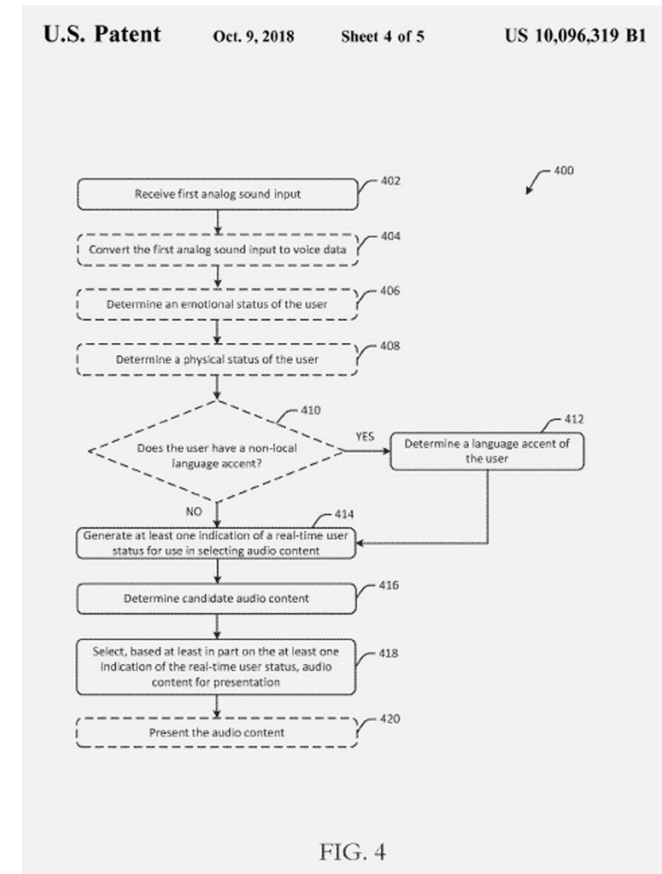 U.S. Patent Oct. 9, 2018 Sheet 4 of 5 US 10,096,319 B1
400
402
Receive first analog sound input
404
Convert the first analog sound input to voice data
406
Determine an emotional status of the user
408
Determine a physical status of the user
410
Does the user have a non-local
language accent?
YES
412
Determine a language accent of
the user
NO
414
Generate at least one indication of a real-time user
status for use in selecting audio content
416
Determine candidate audio content
418
Select, based at least in part on the at least one
indication of the real-time user status, audio
content for presentation
420
Present the audio content
FIG. 4